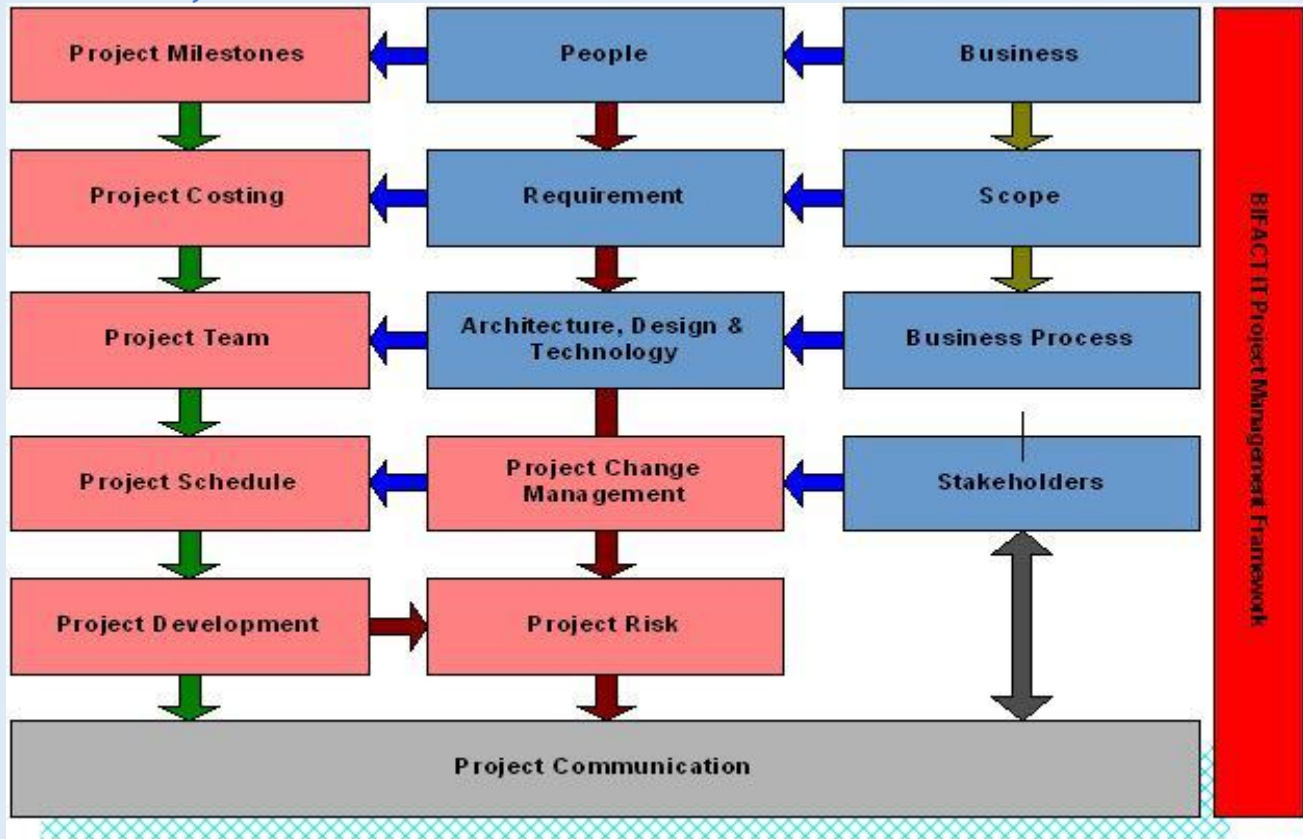 Project Milestones
People
Business
Project Costing
Requirement
Scope
Project Team
Architecture, Design &
Technology
Business Process
Project Schedule
Project Change
Management
Stakeholders
Project Development
Project Risk
Project Communication
BIFACT IT Project Management Framework